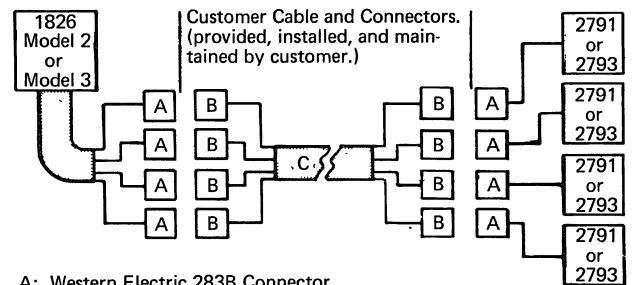 1826
Model 2
or
Model 3
Customer Cable and Connectors.
(provided, installed, and main-
tained by customer.)
2791
or
2793
A B B A
2791
or
2793
A B B A
C
A B B A
2791
or
2793
A B B A
2791
or
2793
A: Western Electric 283B Connector